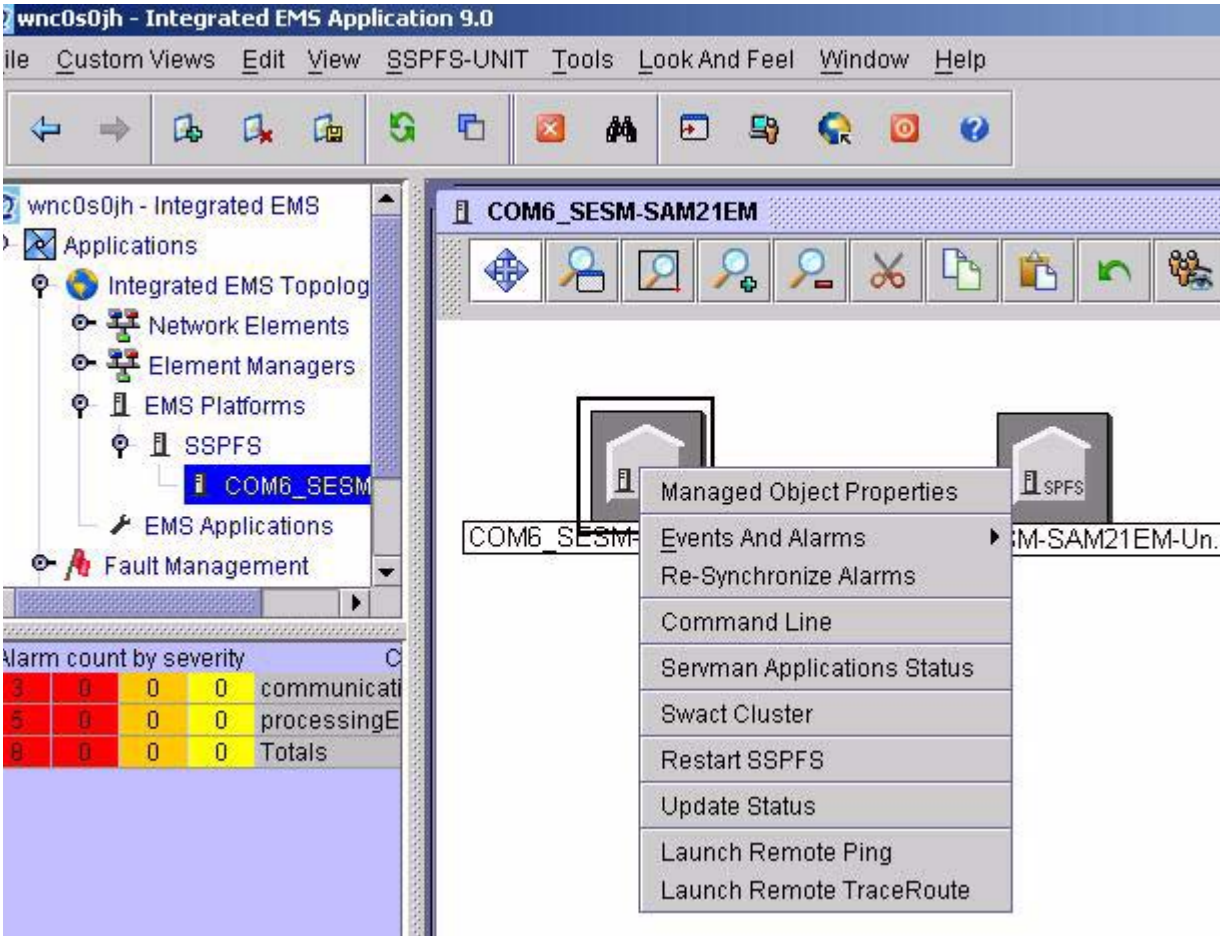 wnc0s0jh - Integrated EMS Application 9.0
ile Custom Views Edit View SSPFS-UNIT Tools Look And Feel Window Help
wnc0s0jh - Integrated EMS
Applications
Integrated EMS Topolog
Network Elements
Element Managers
EMS Platforms
SSPFS
COM6_SESM
EMS Applications
Fault Management
Alarm count by severity C
3 0 0 0 communicati
5 0 0 0 processingE
8 0 0 0 Totals
COM6_SESM-SAM21EM
SPFS
COM6_SESM-
SM-SAM21EM-Un.
Managed Object Properties
Events And Alarms
Re-Synchronize Alarms
Command Line
Servman Applications Status
Swact Cluster
Restart SSPFS
Update Status
Launch Remote Ping
Launch Remote TraceRoute